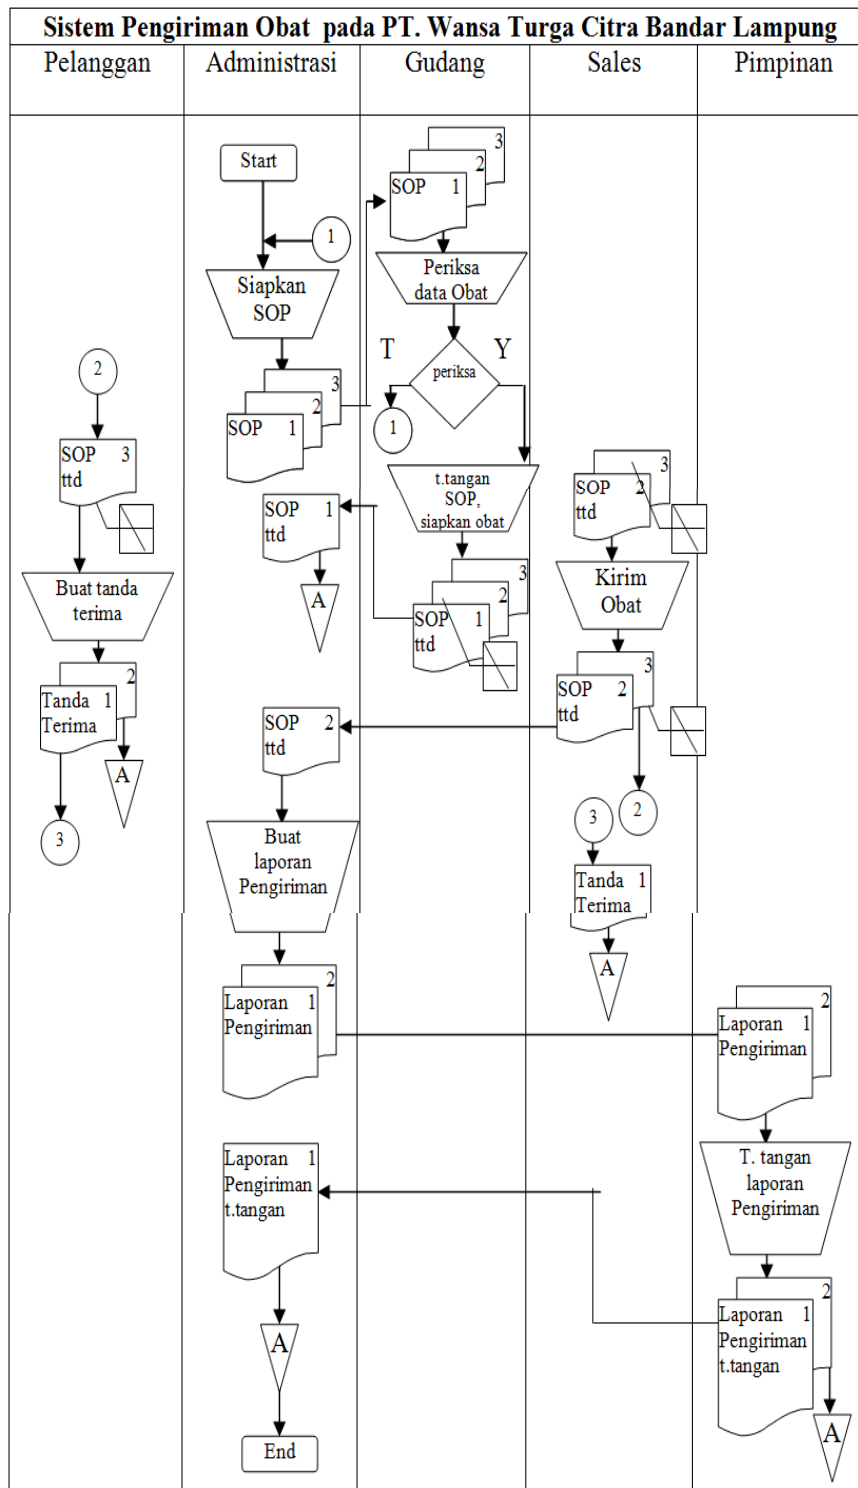 Sistem Pengiriman Obat pada PT. Wansa Turga Citra Bandar Lampung
Pelanggan
Administrasi
Gudang
Sales
Pimpinan
2
SOP 3
ttd
Buat tanda
terima
2
Tanda 1
Terima
A
3
Start
1
Siapkan
SOP
3
2
SOP 1
SOP 1
ttd
A
SOP 2
ttd
Buat
laporan
Pengiriman
2
Laporan 1
Pengiriman
Laporan 1
Pengiriman
t.tangan
A
End
3
2
SOP 1
Periksa
data Obat
T
Y
periksa
1
t.tangan
SOP,
siapkan obat
3
2
SOP 1
ttd
3
SOP 2
ttd
Kirim
Obat
3
SOP 2
ttd
2
3
Tanda 1
Terima
A
2
Laporan 1
Pengiriman
T. tangan
laporan
Pengiriman
2
Laporan 1
Pengiriman
t.tangan
A